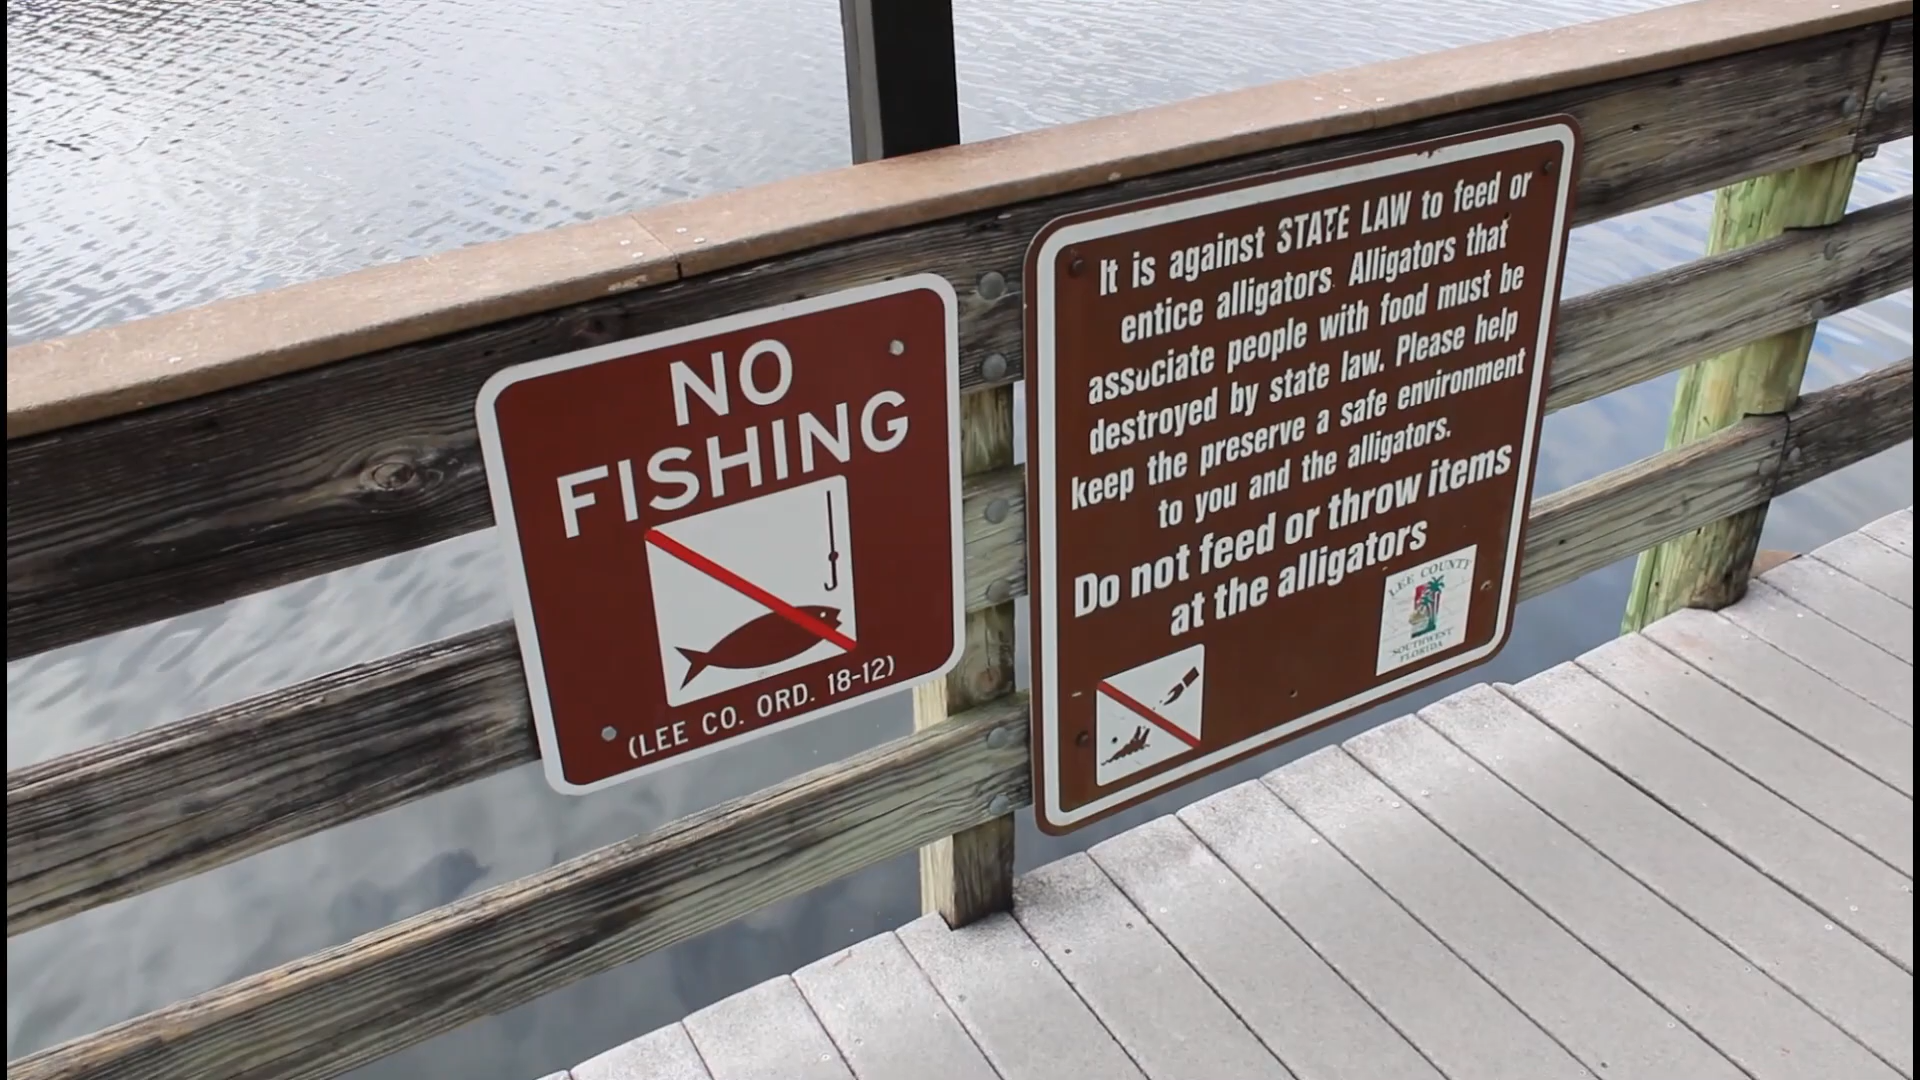 NO
FISHING
(LEE CO. ORD. 18-12)
It is against STATE LAW to feed or
entice alligators. Alligators that
associate people with food must be
destroyed by state law. Please help
keep the preserve a safe environment
to you and the alligators.
Do not feed or throw items
at the alligators
LEE COUNTY
SOUTHWEST
FLORIDA